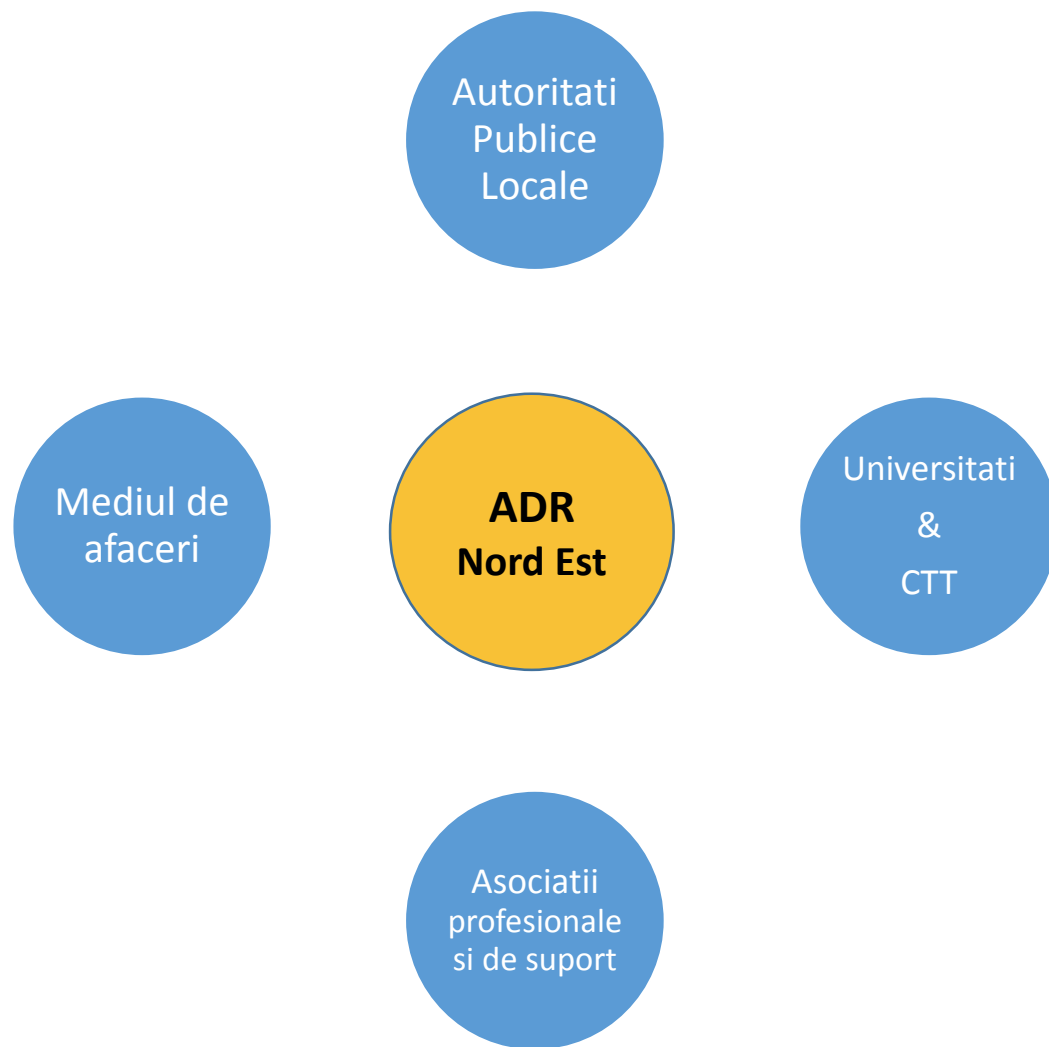 Autoritati
Publice
Locale
Mediul de
afaceri
ADR
Nord Est
Universitati
&
CTT
Asociatii
profesionale
si de suport